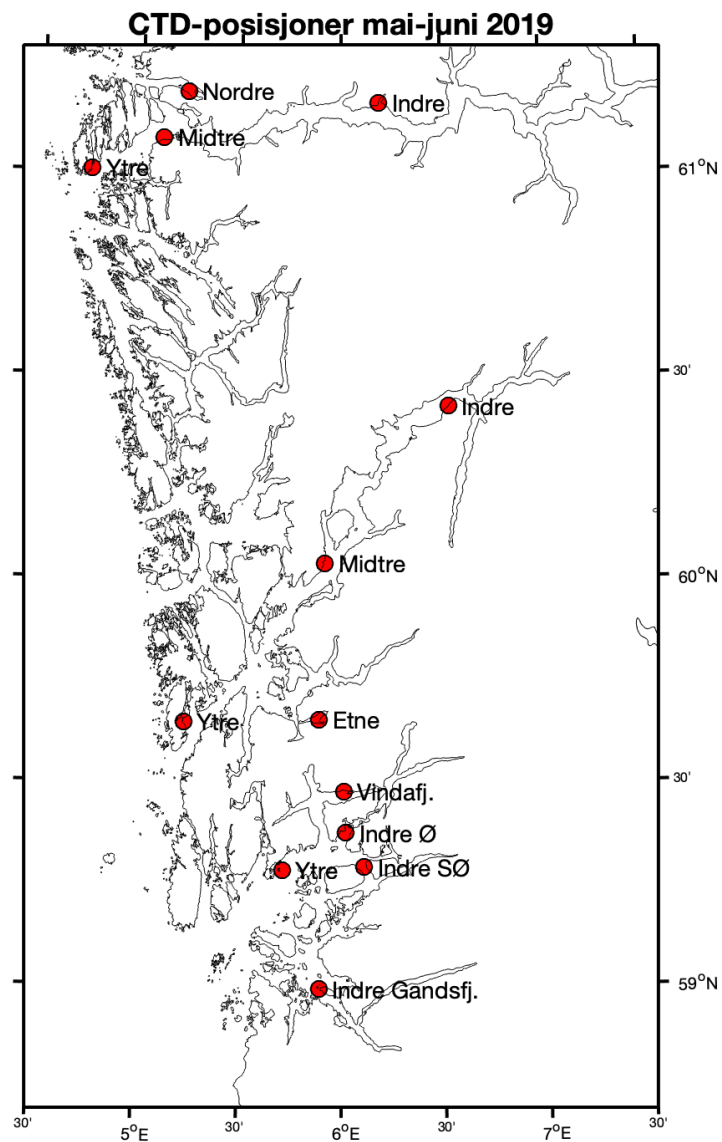 CTD-posisjoner mai-juni 2019
Nordre
Indre
Midtre
Ytre
61°N
30'
Indre
60°N
Midtre
Ytre
Etne
30'
Vindafj.
Indre Ø
Ytre
Indre SØ
59°N
Indre Gandsfj.
30'
5°E
30'
6°E
30'
7°E
30'